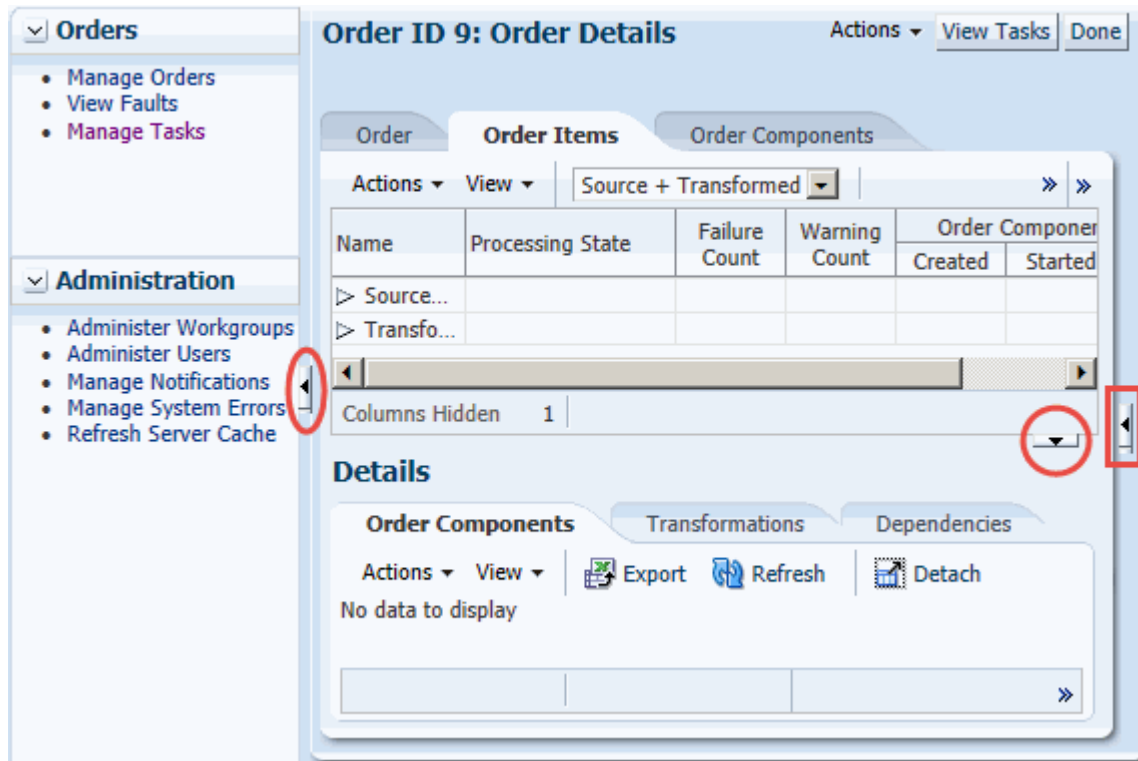 Orders
Manage Orders
View Faults
Manage Tasks
Administration
Administer Workgroups
Administer Users
Manage Notifications
Manage System Errors
Refresh Server Cache
Order ID 9: Order Details
Actions View Tasks Done
Order Order Items Order Components
Actions View Source + Transformed » »
Name Processing State Failure Count Warning Count Order Componen
Created Started
Source...
Transfo...
Columns Hidden 1
Details
Order Components Transformations Dependencies
Actions View Export Refresh Detach
No data to display
»